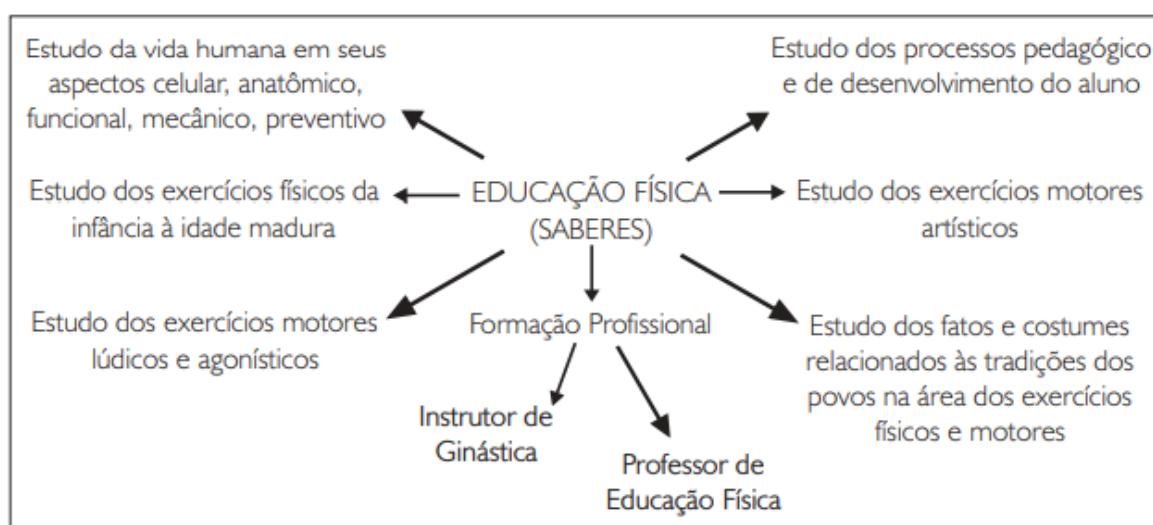 Estudo da vida humana em seus
aspectos celular, anatômico,
funcional, mecânico, preventivo
Estudo dos processos pedagógico
e de desenvolvimento do aluno
Estudo dos exercícios físicos da
infância à idade madura
EDUCAÇÃO FÍSICA
(SABERES)
Estudo dos exercícios motores
artísticos
Estudo dos exercícios motores
lúdicos e agonísticos
Formação Profissional
Estudo dos fatos e costumes
relacionados às tradições dos
povos na área dos exercícios
físicos e motores
Instrutor de
Ginástica
Professor de
Educação Física